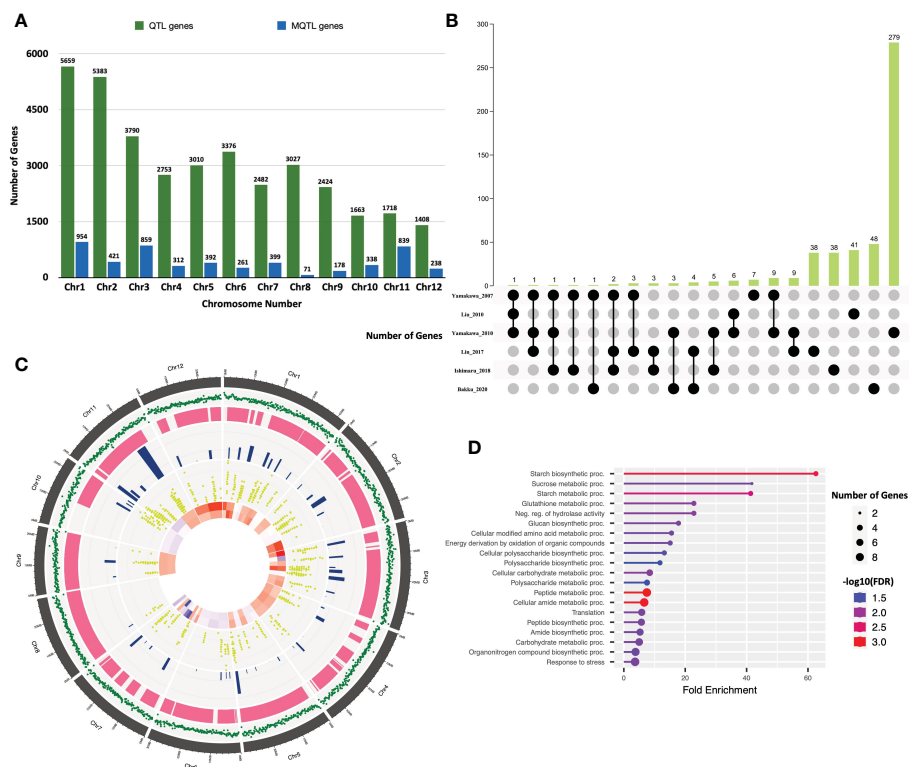 A
QTL genes
MQTL genes
Number of Genes
6000
4500
3000
1500
0
5659
954
5383
421
3790
859
2753
312
3010
392
3376
261
2482
399
3027
71
2424
178
1663
338
1718
839
1408
238
Chr1 Chr2 Chr3 Chr4 Chr5 Chr6 Chr7 Chr8 Chr9 Chr10 Chr11 Chr12
Chromosome Number
B
300
250
200
150
100
50
0
1 1 1 1 1 2 2 3 3 4 5 6 7 9 9 38 38 41 48 279
Number of Genes
Yamakawa_2007
Lin_2010
Yamakawa_2010
Lin_2017
Ishimaru_2018
Bakku_2020
C
Chr1
Chr2
Chr3
Chr4
Chr5
Chr7
Chr8
Chr9
Chr10
Chr11
Chr12
D
Starch biosynthetic proc.
Sucrose metabolic proc.
Starch metabolic proc.
Glutathione metabolic proc.
Neg. reg. of hydrolase activity
Glucan biosynthetic proc.
Cellular modified amino acid metabolic proc.
Energy derivation by oxidation of organic compounds
Cellular polysaccharide biosynthetic proc.
Polysaccharide biosynthetic proc.
Cellular carbohydrate metabolic proc.
Polysaccharide metabolic proc.
Peptide metabolic proc.
Cellular amide metabolic proc.
Translation
Peptide biosynthetic proc.
Amide biosynthetic proc.
Carbohydrate metabolic proc.
Organonitrogen compound biosynthetic proc.
Response to stress
0 20 40 60
Fold Enrichment
Number of Genes
2
4
6
8
-log10(FDR)
1.5
2.0
2.5
3.0